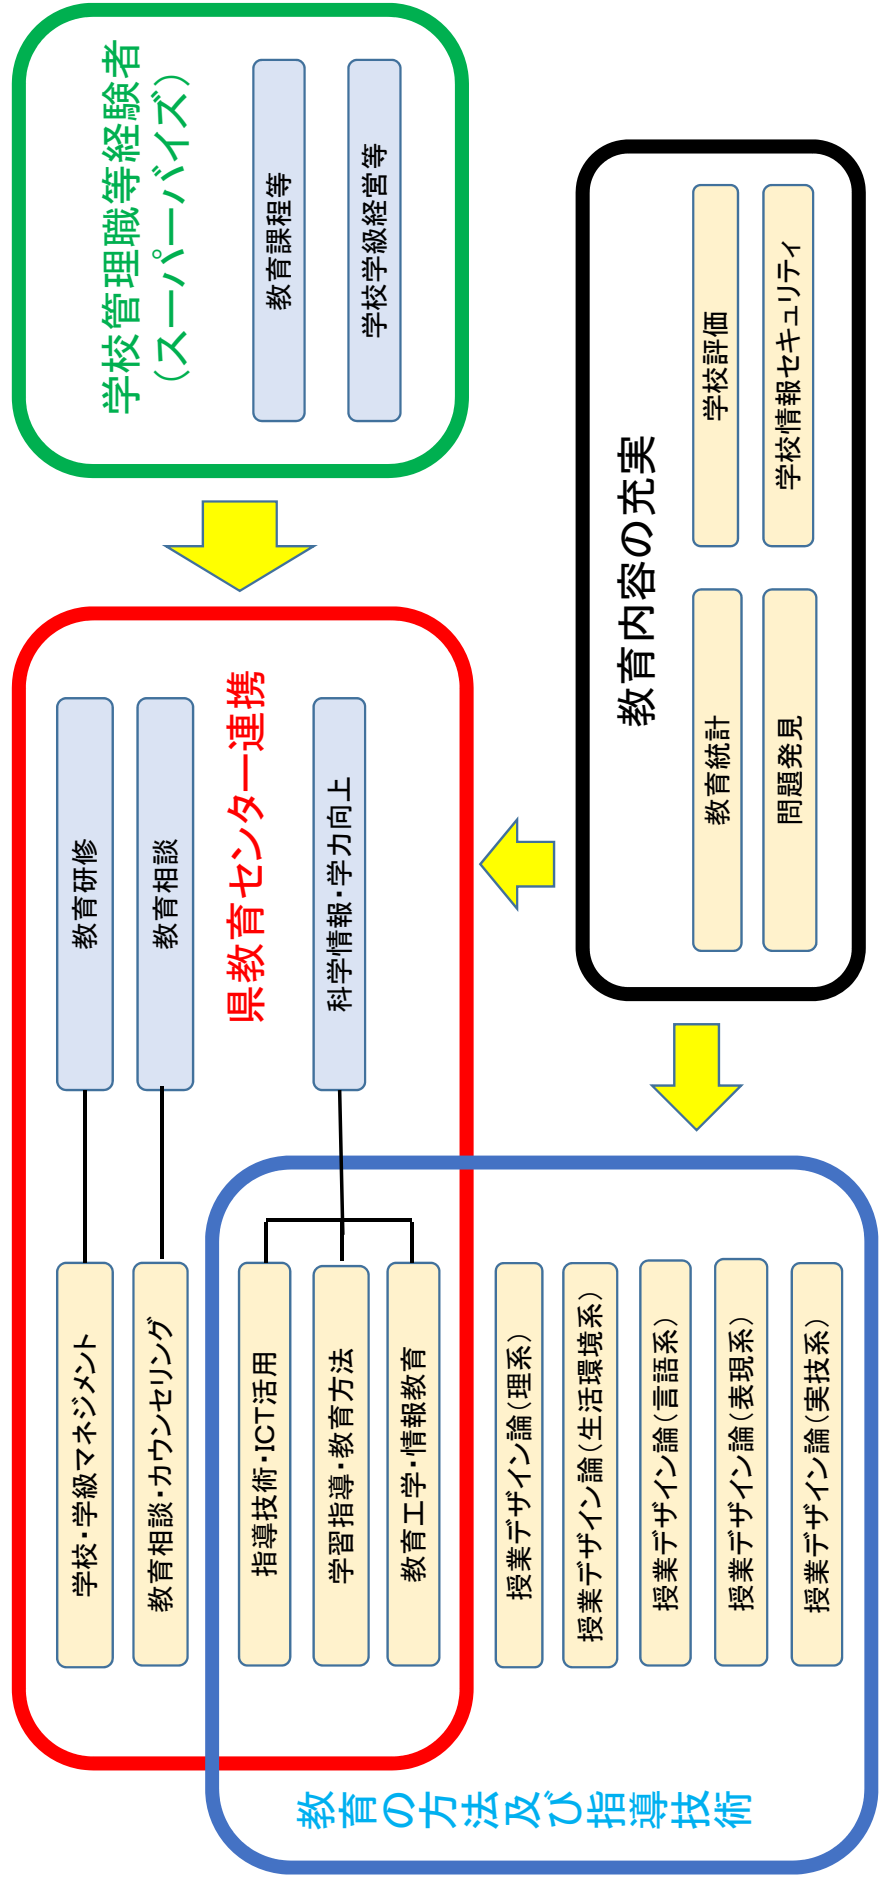 教育の方法及び指導技術
学校・学級マネジメント
教育相談・カウンセリング
指導技術・ICT活用
学習指導・教育方法
教育工学・情報教育
授業デザイン論（理系）
授業デザイン論（生活環境系）
授業デザイン論（言語系）
授業デザイン論（表現系）
授業デザイン論（実技系）
教育研修
教育相談
県教育センター連携
科学情報・学力向上
学校管理職等経験者
（スーパーバイズ）
教育課程等
学校学級経営等
教育内容の充実
教育統計
学校評価
問題発見
学校情報セキュリティ